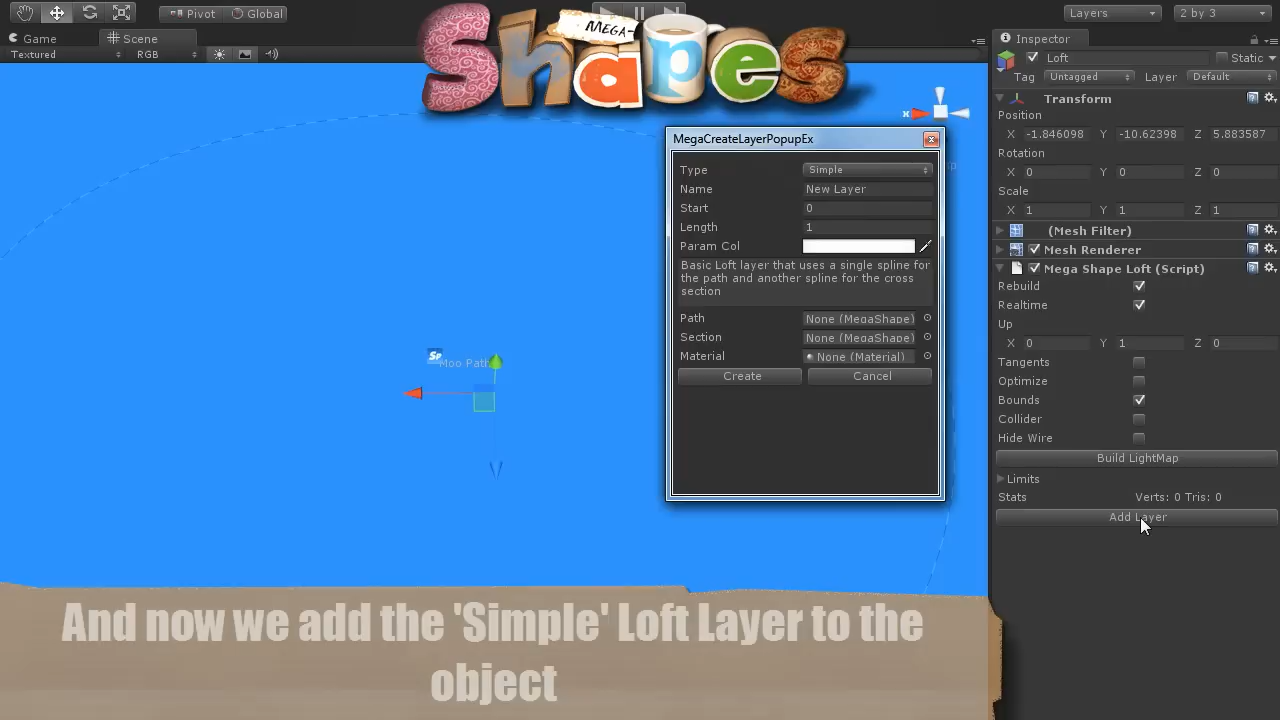 Pivot Global
Layers 2 by 3
Game Scene
Textured RGB
MEGA-
Shapes
Inspector
Loft Static
Tag Untagged Layer Default
Transform
Position
X -1.846098 Y -10.62398 Z 5.883587
Rotation
X 0 Y 0 Z 0
Scale
X 1 Y 1 Z 1
(Mesh Filter)
Mesh Renderer
Mega Shape Loft (Script)
Rebuild
Realtime
Up
X 0 Y 1 Z 0
Tangents
Optimize
Bounds
Collider
Hide Wire
Build LightMap
Limits
Stats Verts: 0 Tris: 0
Add Layer
x
MegaCreateLayerPopupEx
Type Simple
Name New Layer
Start 0
Length 1
Param Col
Basic Loft layer that uses a single spline for
the path and another spline for the cross
section
Path None (MegaShape)
Section None (MegaShape)
Material None (Material)
Create Cancel
Sp
Moo Path
And now we add the 'Simple' Loft Layer to the
object